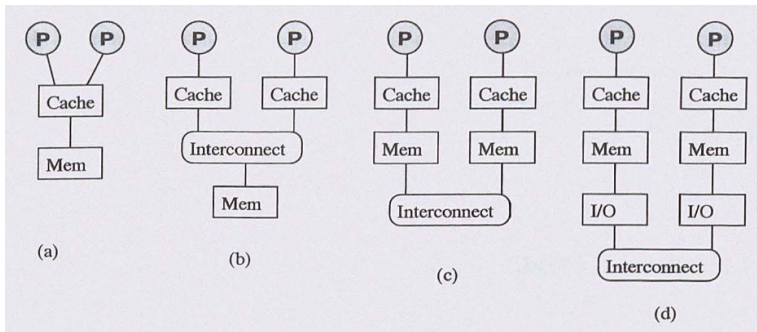 P P
Cache
Mem
(a)
P P
Cache Cache
Interconnect
Mem
(b)
P P
Cache Cache
Mem Mem
Interconnect
(c)
P P
Cache Cache
Mem Mem
I/O I/O
Interconnect
(d)